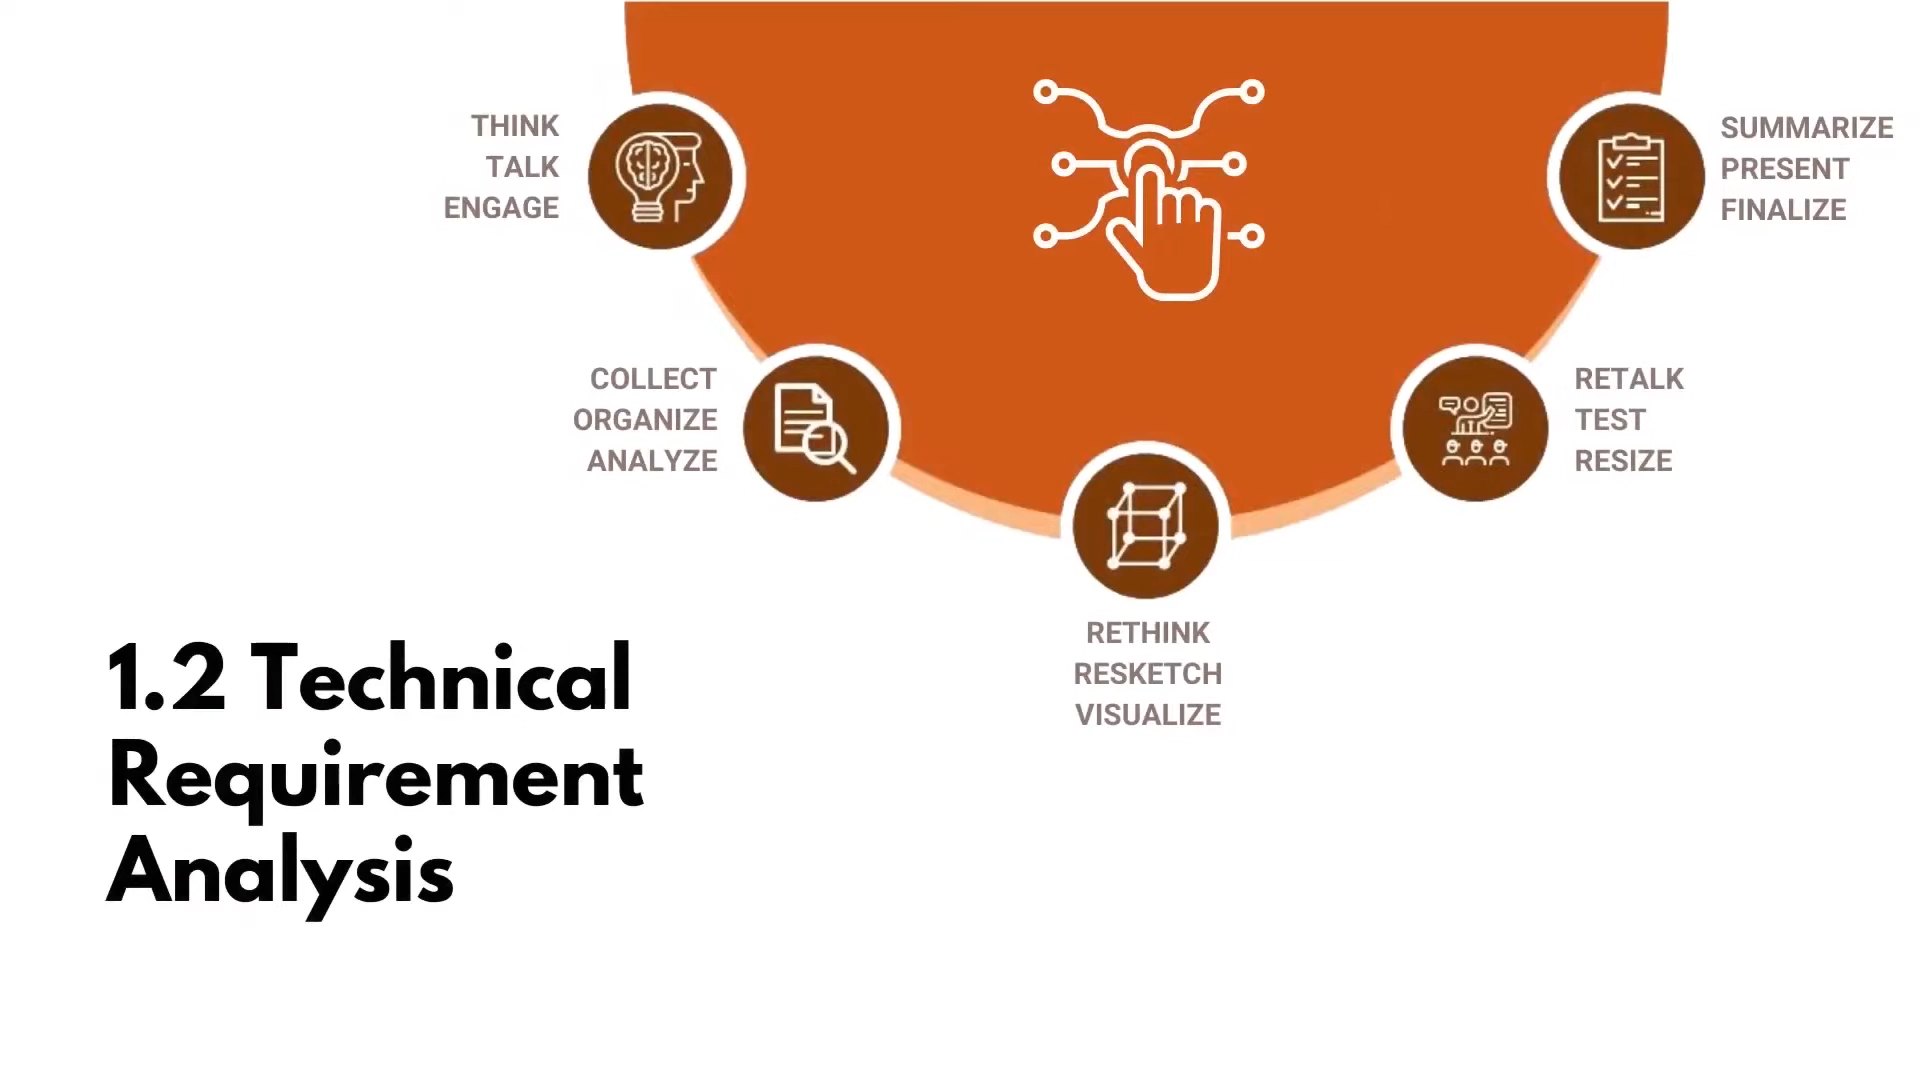 THINK
TALK
ENGAGE
COLLECT
ORGANIZE
ANALYZE
RETHINK
RESKETCH
VISUALIZE
RETALK
TEST
RESIZE
SUMMARIZE
PRESENT
FINALIZE
1.2 Technical
Requirement
Analysis